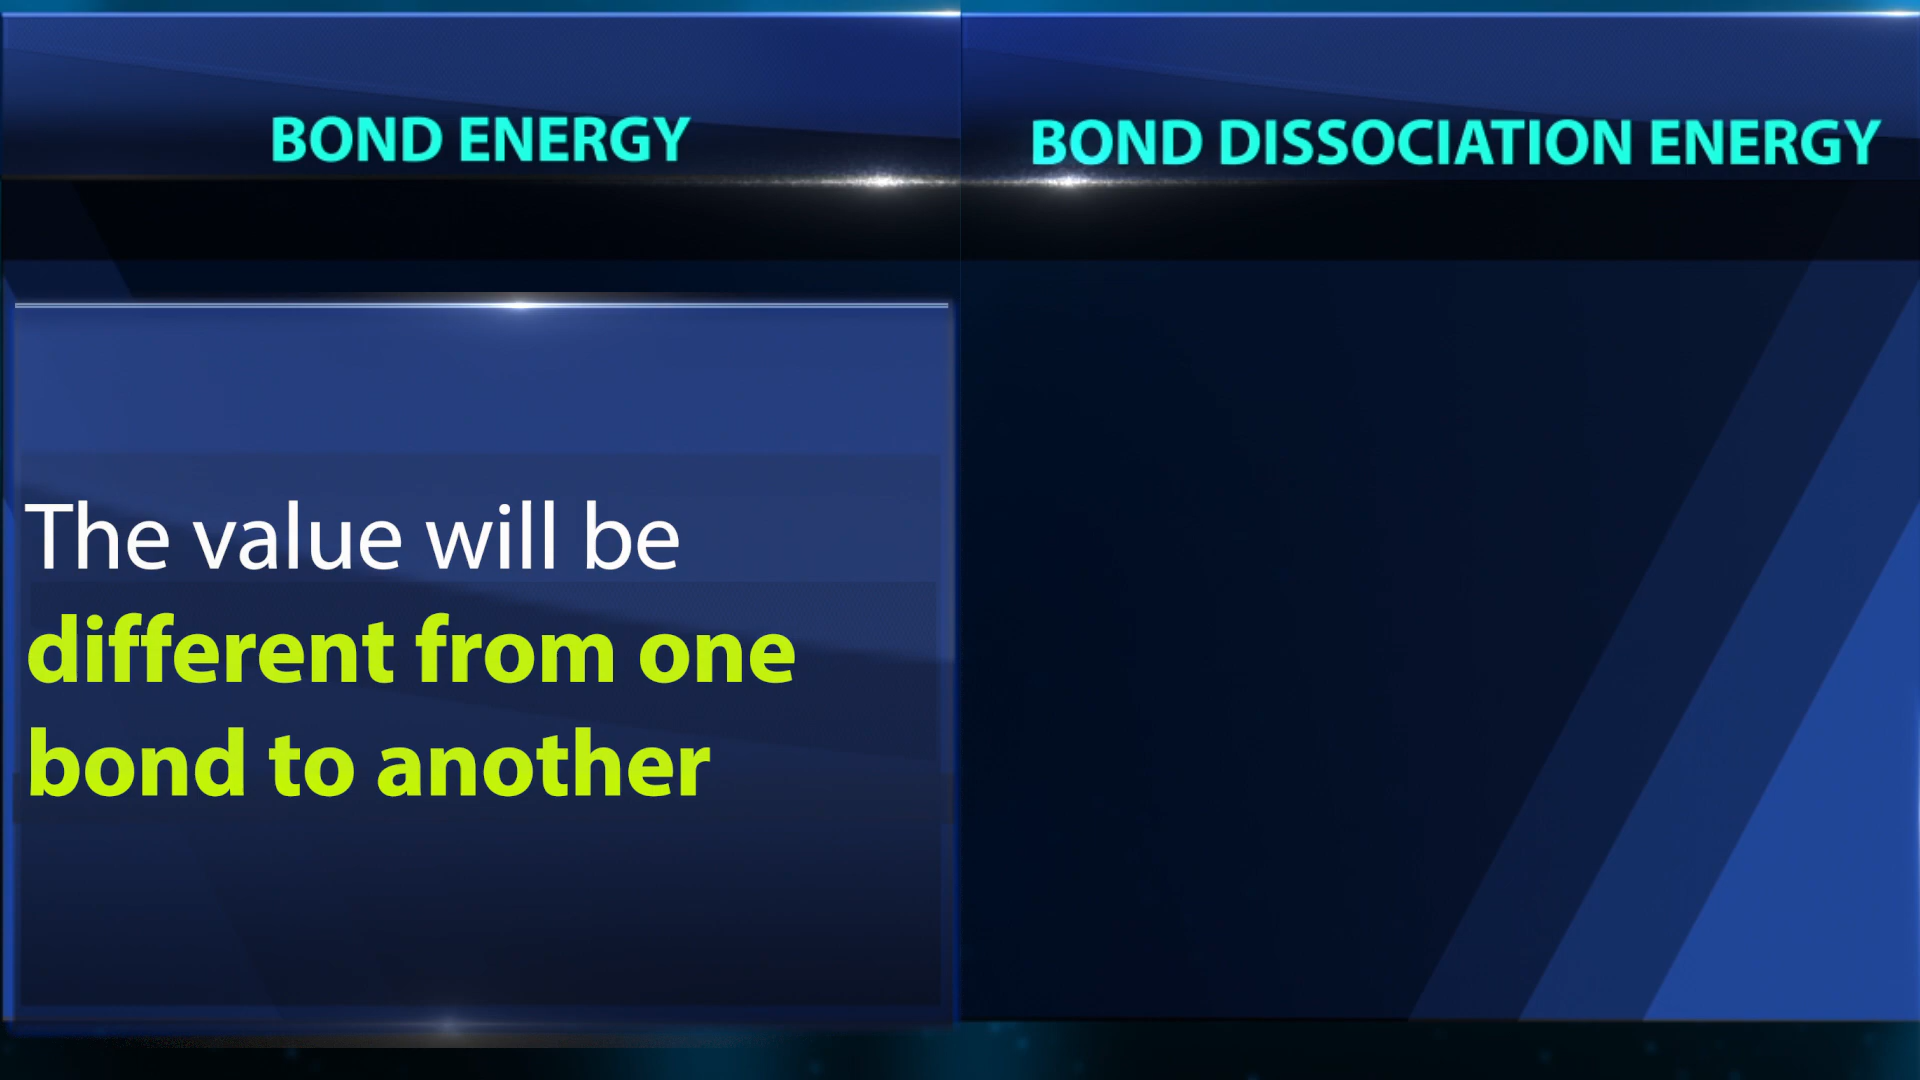 BOND ENERGY
BOND DISSOCIATION ENERGY
The value will be
different from one
bond to another